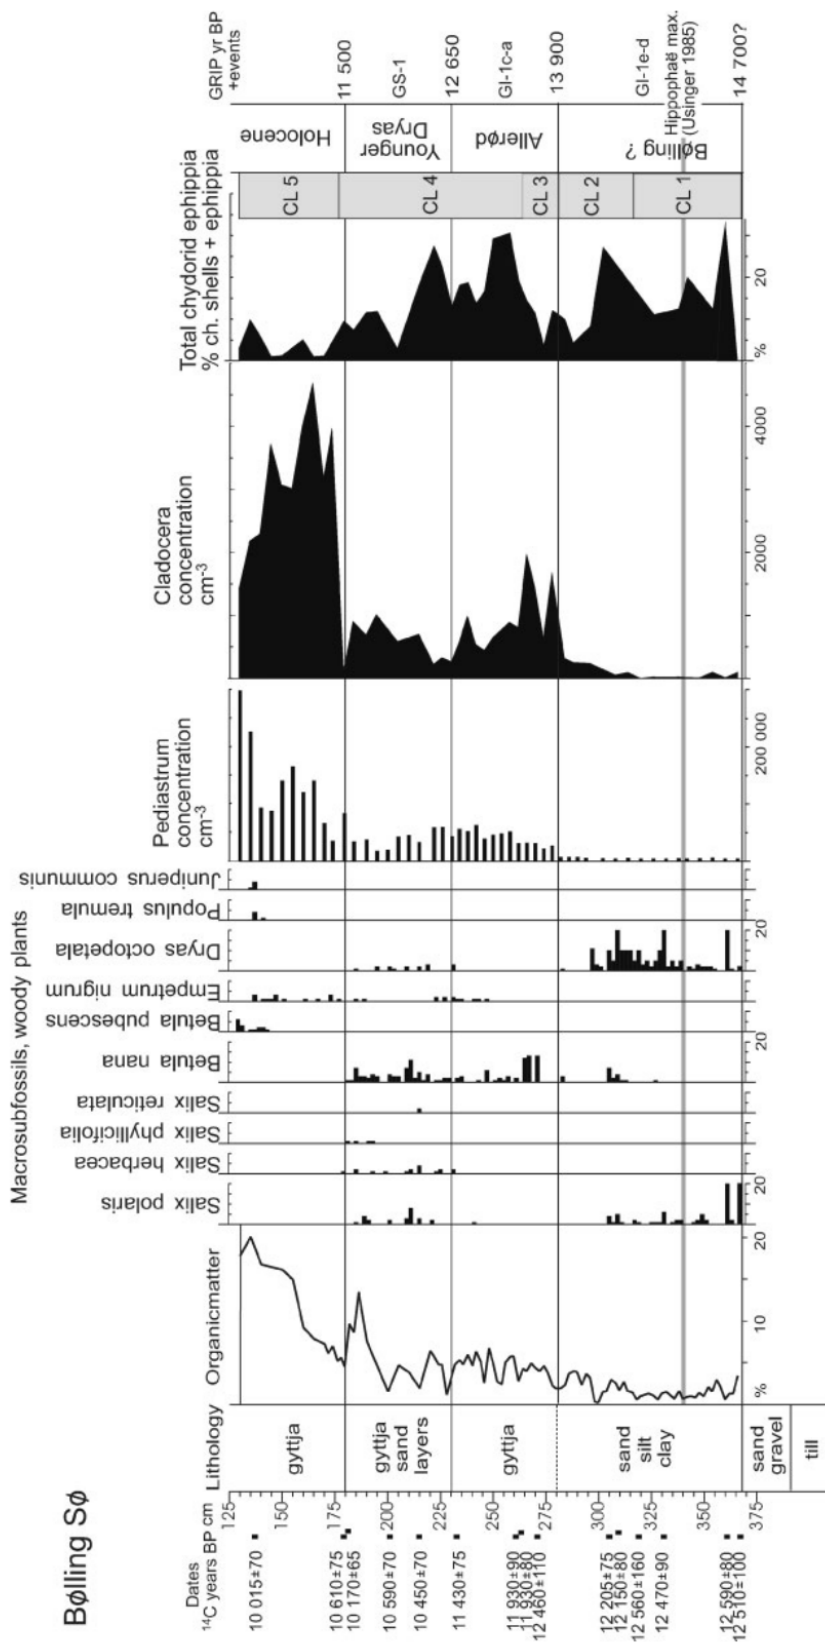 Bølling Sø
Macrosubfossils, woody plants
Dates
¹⁴C years BP
cm
Lithology
Organicmatter
Salix polaris
Salix herbacea
Salix phyllicifolia
Salix reticulata
Betula nana
Betula pubescens
Empetrum nigrum
Dryas octopetala
Populus tremula
Juniperus communis
Pediastrum
concentration
cm⁻³
Cladocera
concentration
cm⁻³
Total chydorid ephippia
% ch. shells + ephippia
GRIP yr BP
+events
10 015±70
10 610±75
10 170±65
10 590±70
10 450±70
11 430±75
11 930±90
11 930±80
12 460±110
12 205±75
12 150±80
12 560±160
12 470±90
12 590±80
12 510±100
125
150
175
200
225
250
275
300
325
350
375
gyttja
gyttja
sand
layers
gyttja
sand
silt
clay
sand
gravel
till
% 10 20
20
20
20
200 000
2000 4000
% 20
CL 5
CL 4
CL 3
CL 2
CL 1
Holocene
Younger
Dryas
Allerød
Bølling ?
11 500
GS-1
12 650
GI-1c-a
13 900
GI-1e-d
Hippophaë max.
(Usinger 1985)
14 700?